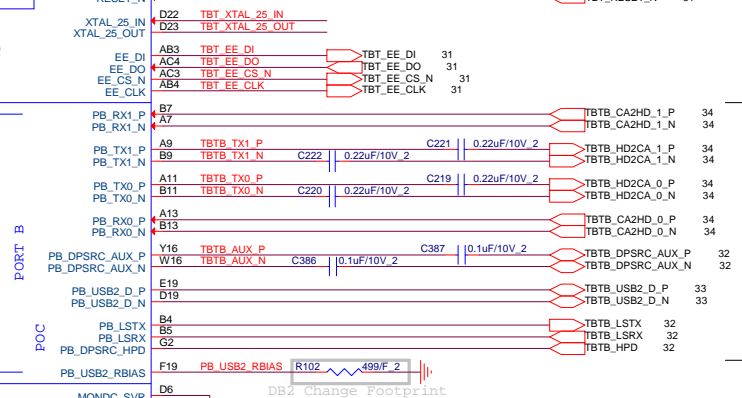 RESET_N
XTAL_25_IN D22 TBT_XTAL_25_IN
XTAL_25_OUT D23 TBT_XTAL_25_OUT
EE_DI AB3 TBT_EE_DI TBT_EE_DI 31
EE_DO AC4 TBT_EE_DO TBT_EE_DO 31
EE_CS_N AC3 TBT_EE_CS_N TBT_EE_CS_N 31
EE_CLK AB4 TBT_EE_CLK TBT_EE_CLK 31
PB_RX1_P B7 TBTB_CA2HD_1_P 34
PB_RX1_N A7 TBTB_CA2HD_1_N 34
PB_TX1_P A9 TBTB_TX1_P C221 0.22uF/10V_2 TBTB_HD2CA_1_P 34
PB_TX1_N B9 TBTB_TX1_N C222 0.22uF/10V_2 TBTB_HD2CA_1_N 34
PB_TX0_P A11 TBTB_TX0_P C219 0.22uF/10V_2 TBTB_HD2CA_0_P 34
PB_TX0_N B11 TBTB_TX0_N C220 0.22uF/10V_2 TBTB_HD2CA_0_N 34
PB_RX0_P A13 TBTB_CA2HD_0_P 34
PB_RX0_N B13 TBTB_CA2HD_0_N 34
PB_DPSRC_AUX_P Y16 TBTB_AUX_P C387 0.1uF/10V_2 TBTB_DPSRC_AUX_P 32
PB_DPSRC_AUX_N W16 TBTB_AUX_N C386 0.1uF/10V_2 TBTB_DPSRC_AUX_N 32
PORT B
PB_USB2_D_P E19 TBTB_USB2_D_P 33
PB_USB2_D_N D19 TBTB_USB2_D_N 33
POC
PB_LSTX B4 TBTB_LSTX 32
PB_LSRX B5 TBTB_LSRX 32
PB_DPSRC_HPD G2 TBTB_HPD 32
PB_USB2_RBIAS F19 PB_USB2_RBIAS R102 499/F_2
DB2 Change Footprint
MONDC_SVR D6